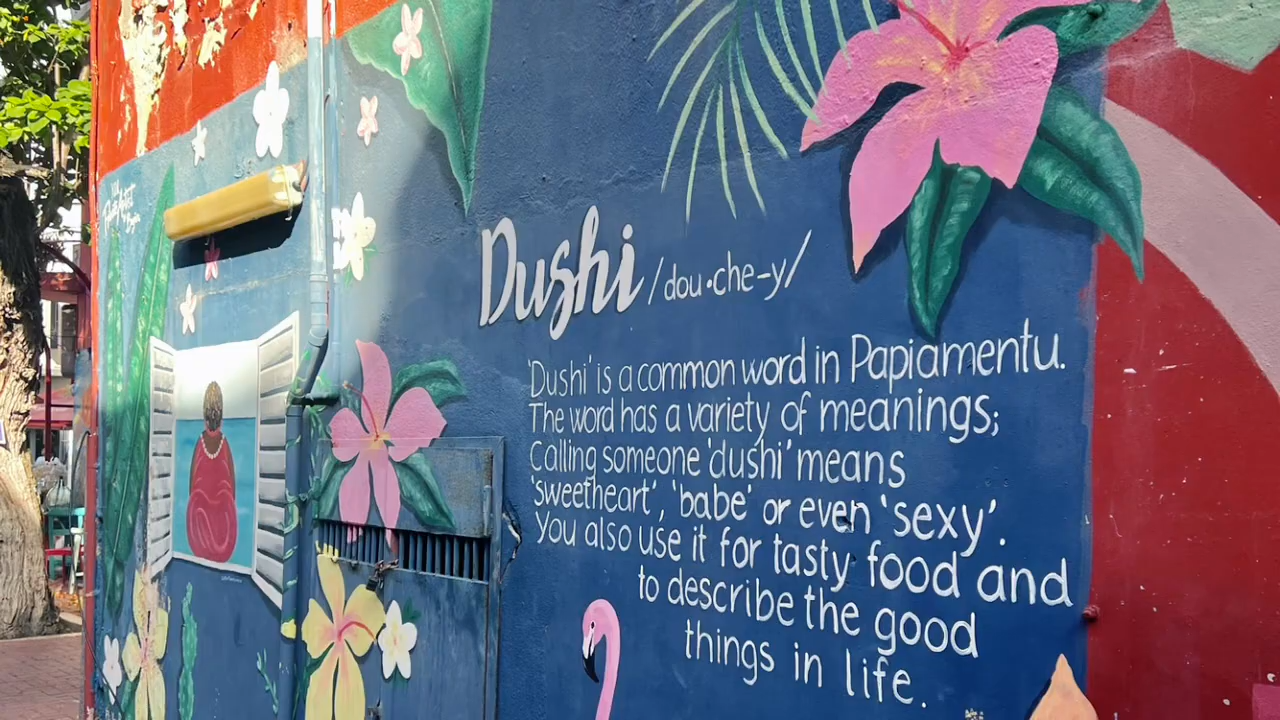 Dushi /dou•che-y/
'Dushi' is a common word in Papiamentu.
The word has a variety of meanings;
Calling someone 'dushi' means
'sweetheart', 'babe' or even 'sexy'.
You also use it for tasty food and
to describe the good
things in life.